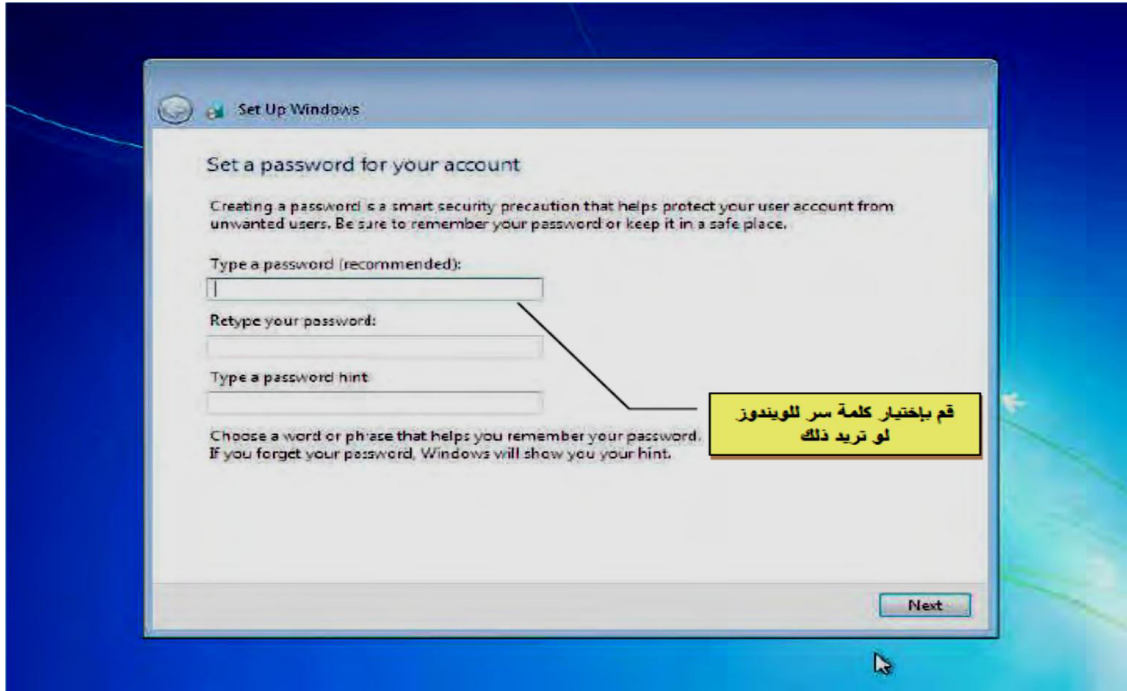 Set Up Windows
Set a password for your account
Creating a password is a smart security precaution that helps protect your user account from
unwanted users. Be sure to remember your password or keep it in a safe place.
Type a password (recommended):
Retype your password:
Type a password hint
قم بإختيار كلمة سر للويندوز
لو تريد ذلك
Choose a word or phrase that helps you remember your password.
If you forget your password, Windows will show you your hint.
Next